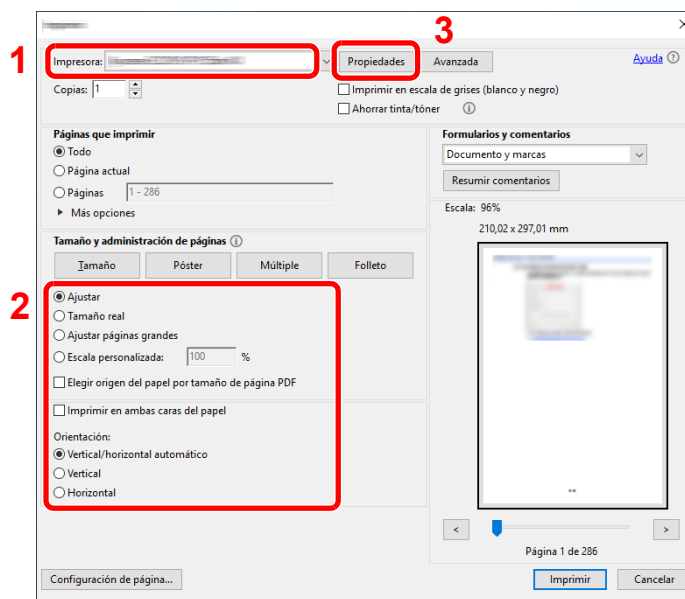 3
1 Impresora: Propiedades Avanzada Ayuda ?
Copias: 1 Imprimir en escala de grises (blanco y negro)
Ahorrar tinta/tóner i
Páginas que imprimir
Todo
Página actual
Páginas 1 - 286
Más opciones
Formularios y comentarios
Documento y marcas
Resumir comentarios
Tamaño y administración de páginas i
Tamaño Póster Múltiple Folleto
2
Ajustar
Tamaño real
Ajustar páginas grandes
Escala personalizada: 100 %
Elegir origen del papel por tamaño de página PDF
Imprimir en ambas caras del papel
Orientación:
Vertical/horizontal automático
Vertical
Horizontal
Escala: 96%
210,02 x 297,01 mm
< >
Página 1 de 286
Configuración de página... Imprimir Cancelar